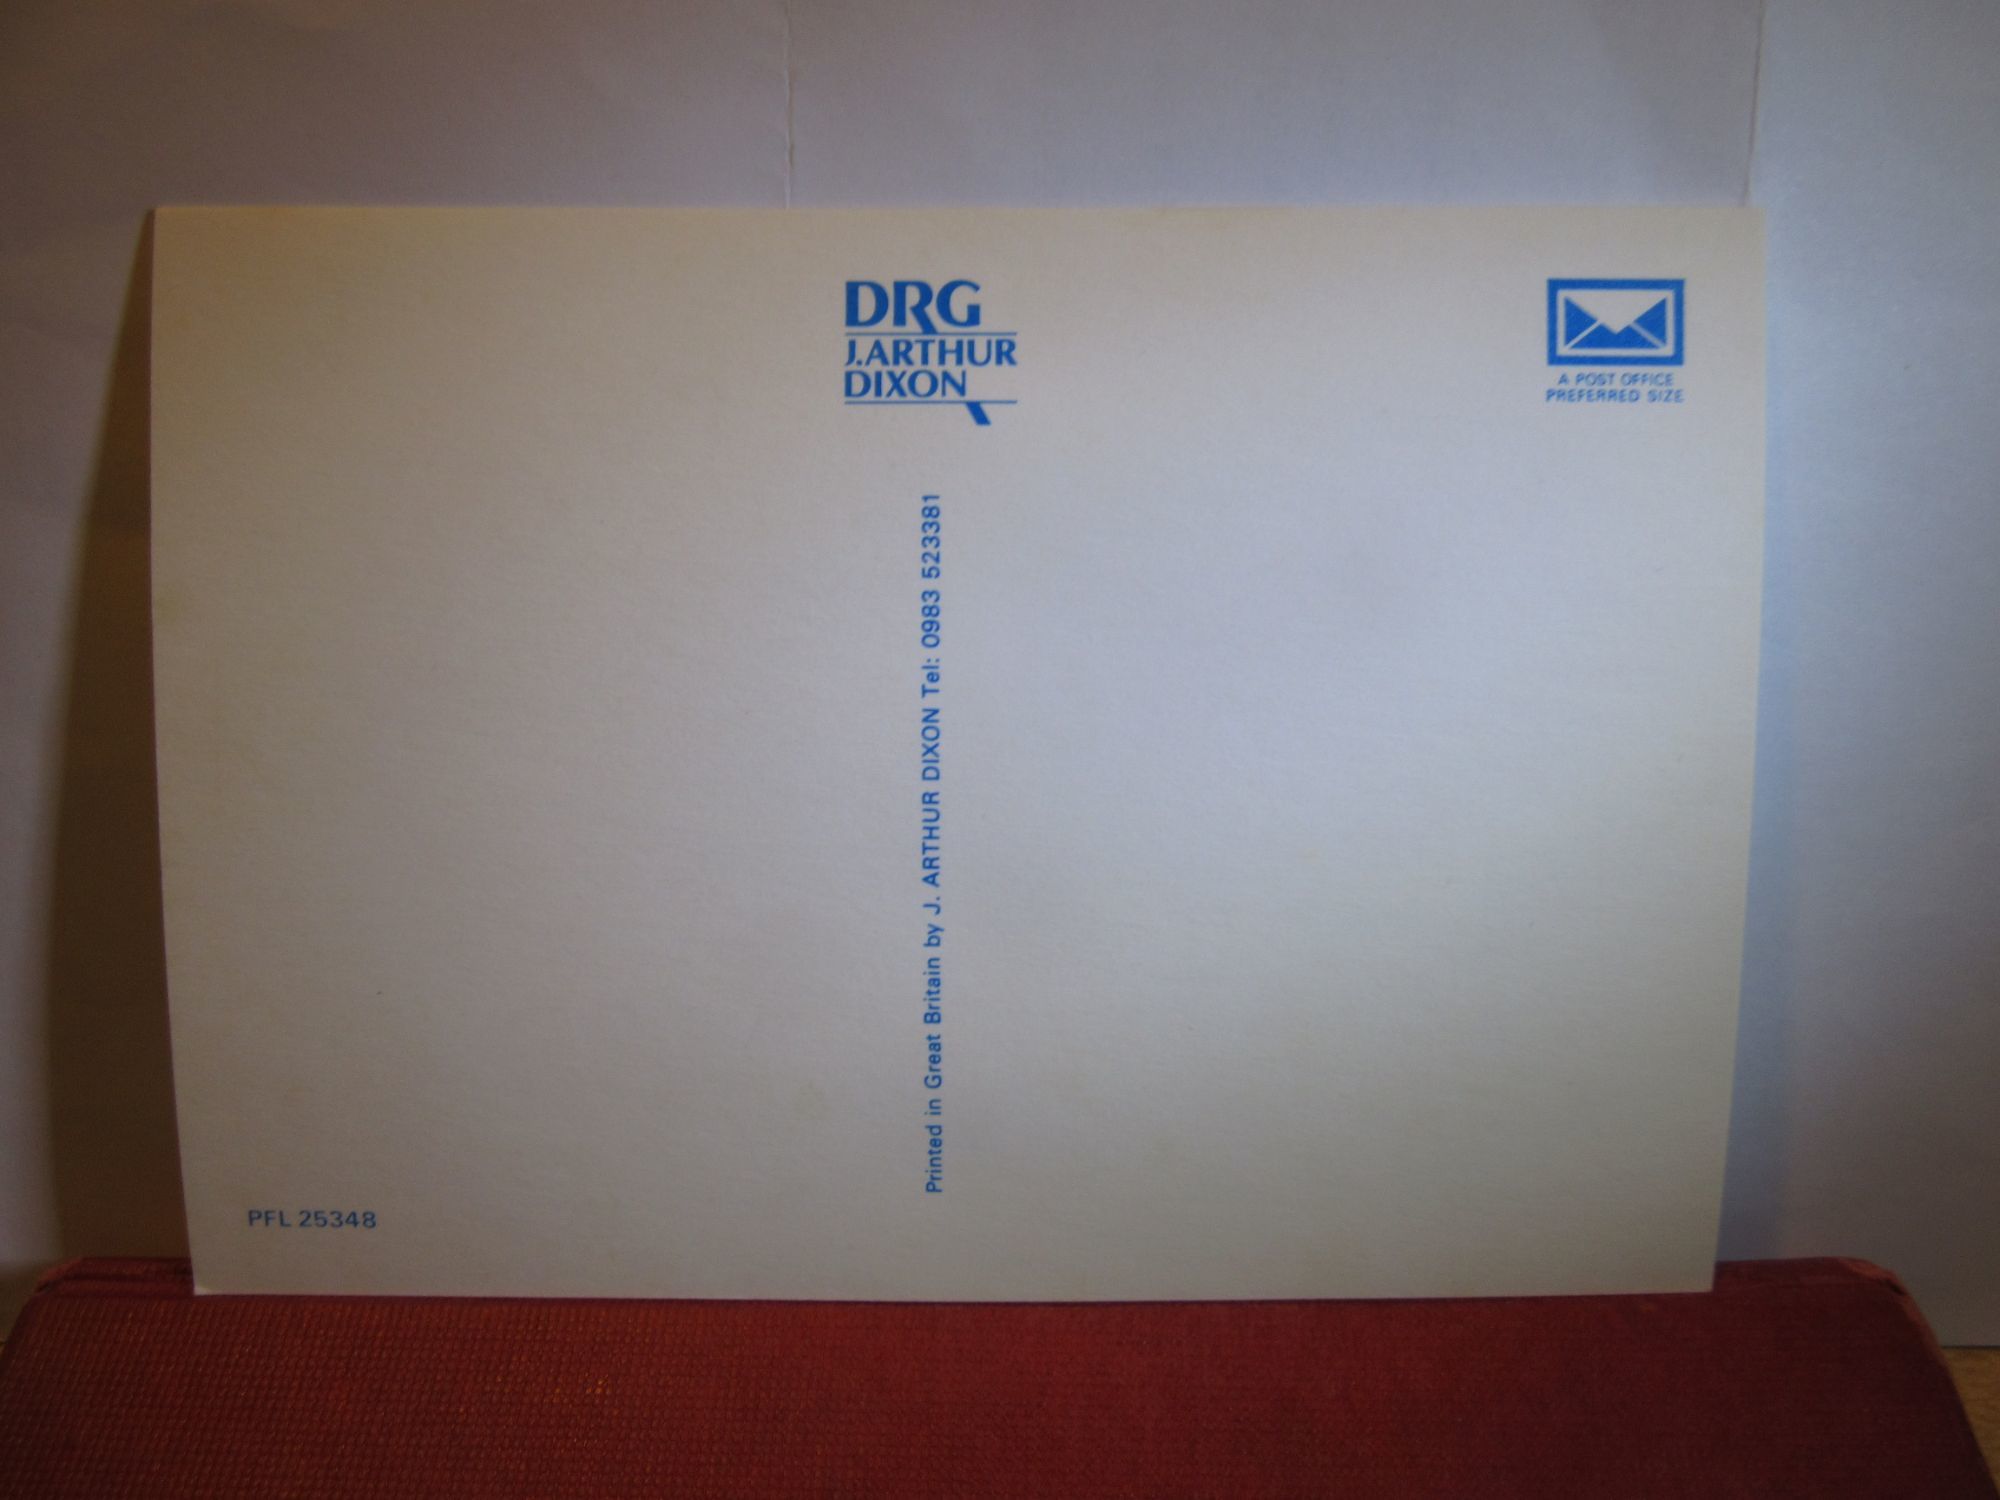 DRG
J.ARTHUR
DIXON
A POST OFFICE
PREFERRED SIZE
Printed in Great Britain by J. ARTHUR DIXON Tel: 0983 523381
PFL 25348